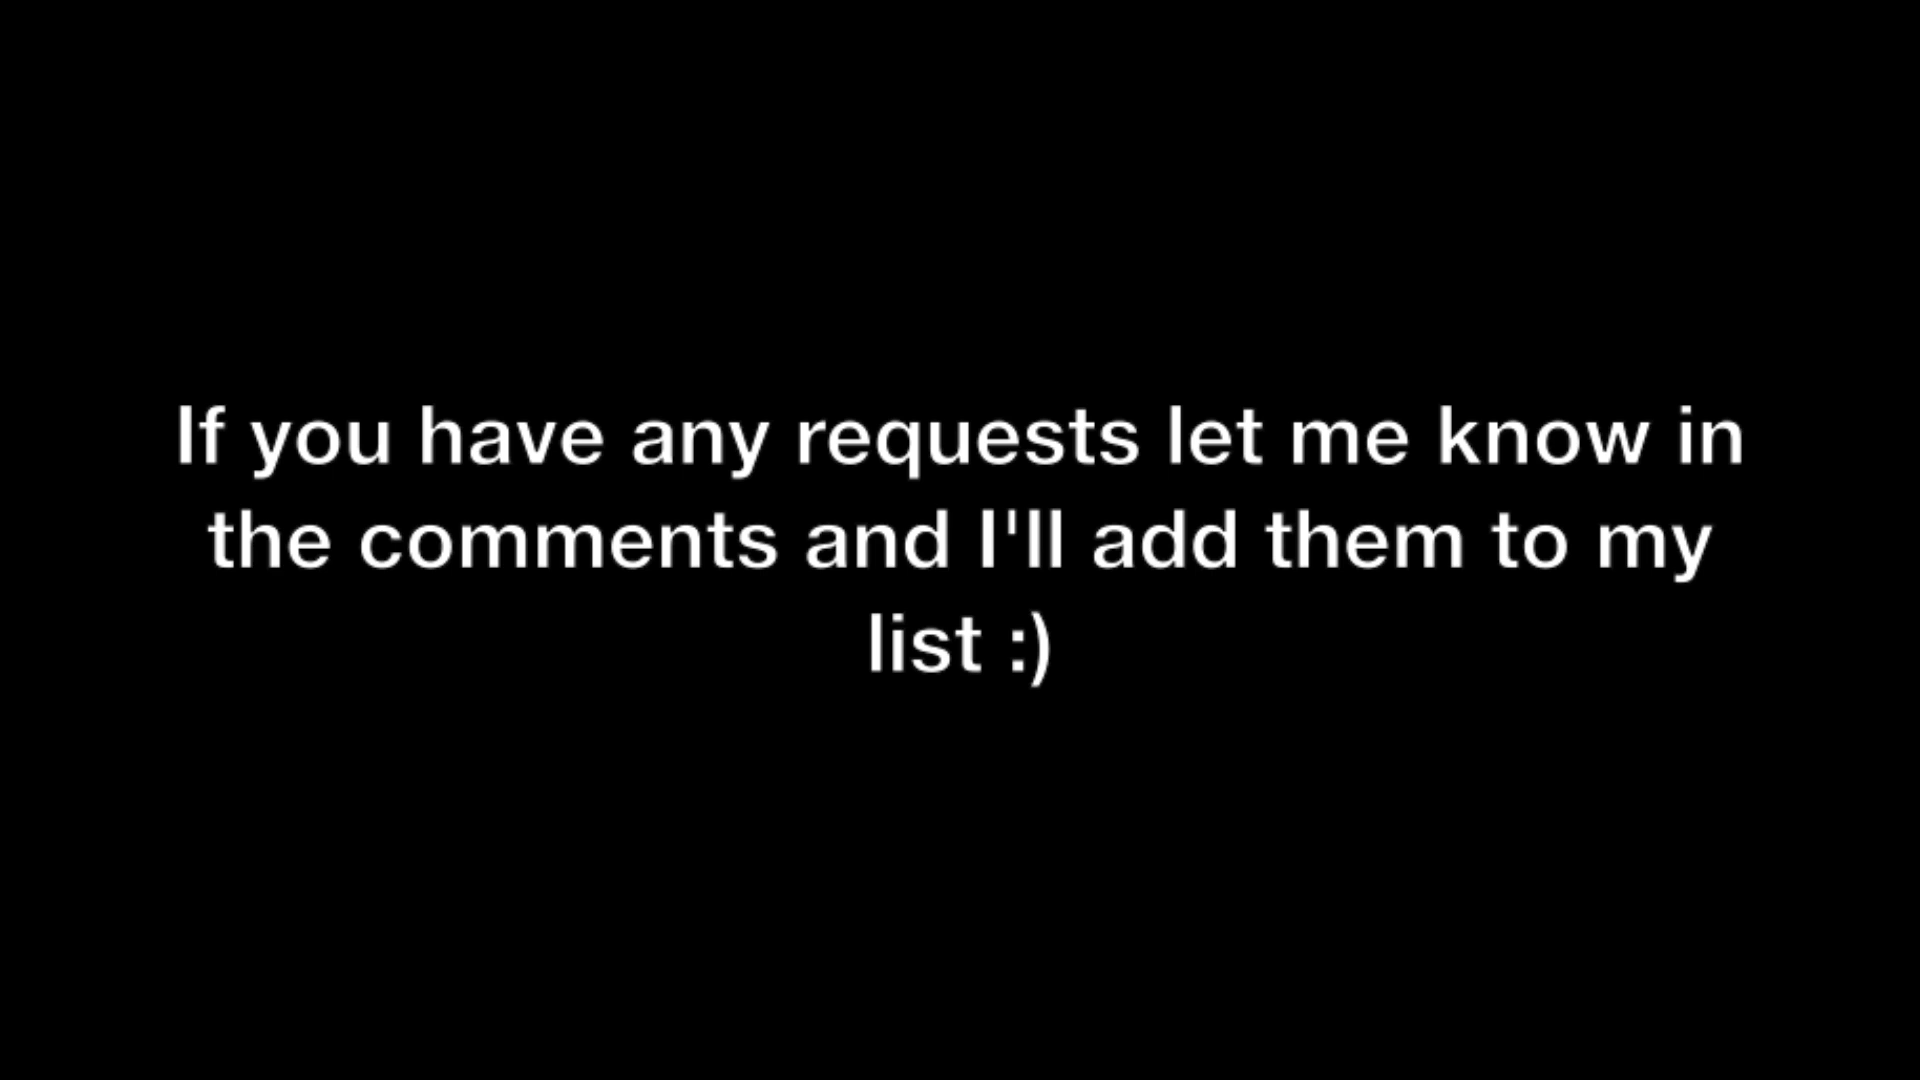 If you have any requests let me know in
the comments and I'll add them to my
list :)